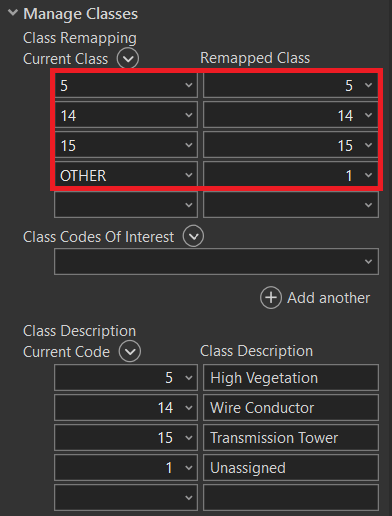 Manage Classes
Class Remapping
Current Class Remapped Class
5 5
14 14
15 15
OTHER 1
Class Codes Of Interest
Add another
Class Description
Current Code Class Description
5 High Vegetation
14 Wire Conductor
15 Transmission Tower
1 Unassigned